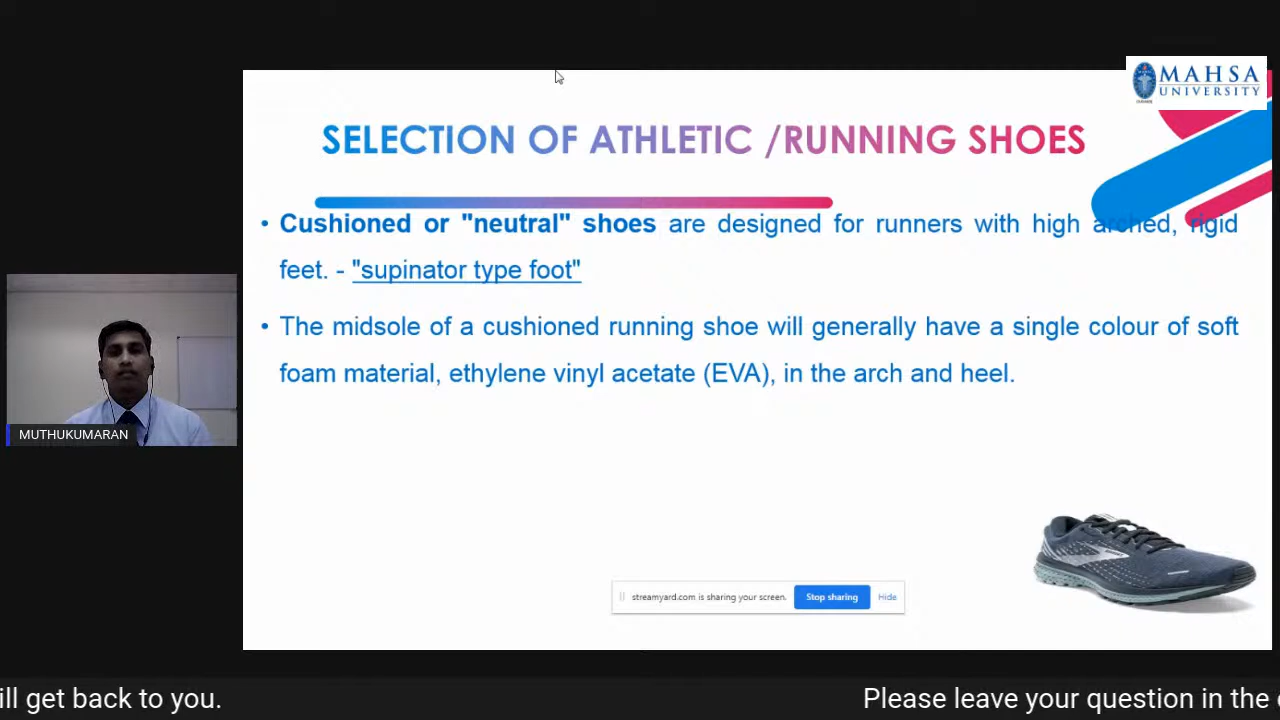 MAHSA
UNIVERSITY
SELECTION OF ATHLETIC /RUNNING SHOES
• Cushioned or "neutral" shoes are designed for runners with high arched, rigid
feet. - "supinator type foot"
• The midsole of a cushioned running shoe will generally have a single colour of soft
foam material, ethylene vinyl acetate (EVA), in the arch and heel.
MUTHUKUMARAN
streamyard.com is sharing your screen. Stop sharing Hide
ill get back to you. Please leave your question in the